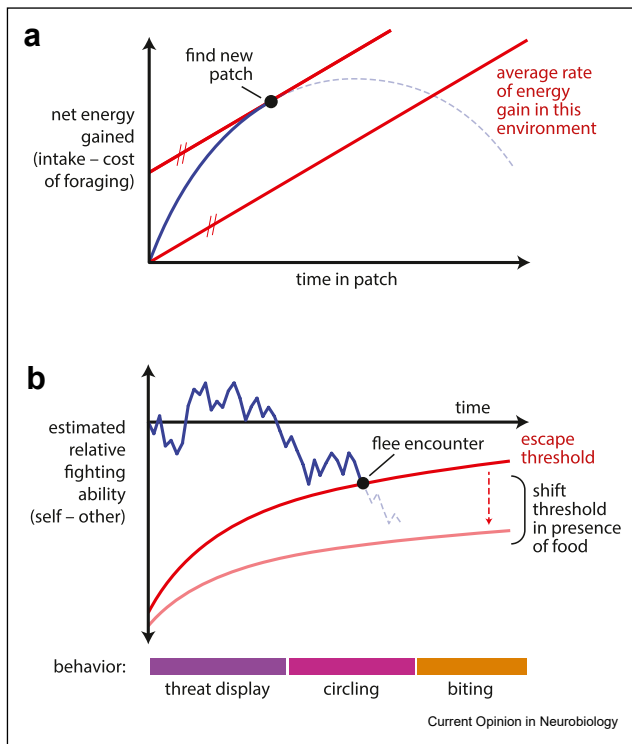 a
find new
patch
net energy
gained
(intake – cost
of foraging)
average rate
of energy
gain in this
environment
time in patch
b
time
estimated
relative
fighting
ability
(self – other)
flee encounter
escape
threshold
shift
threshold
in presence
of food
behavior:
threat display
circling
biting
Current Opinion in Neurobiology